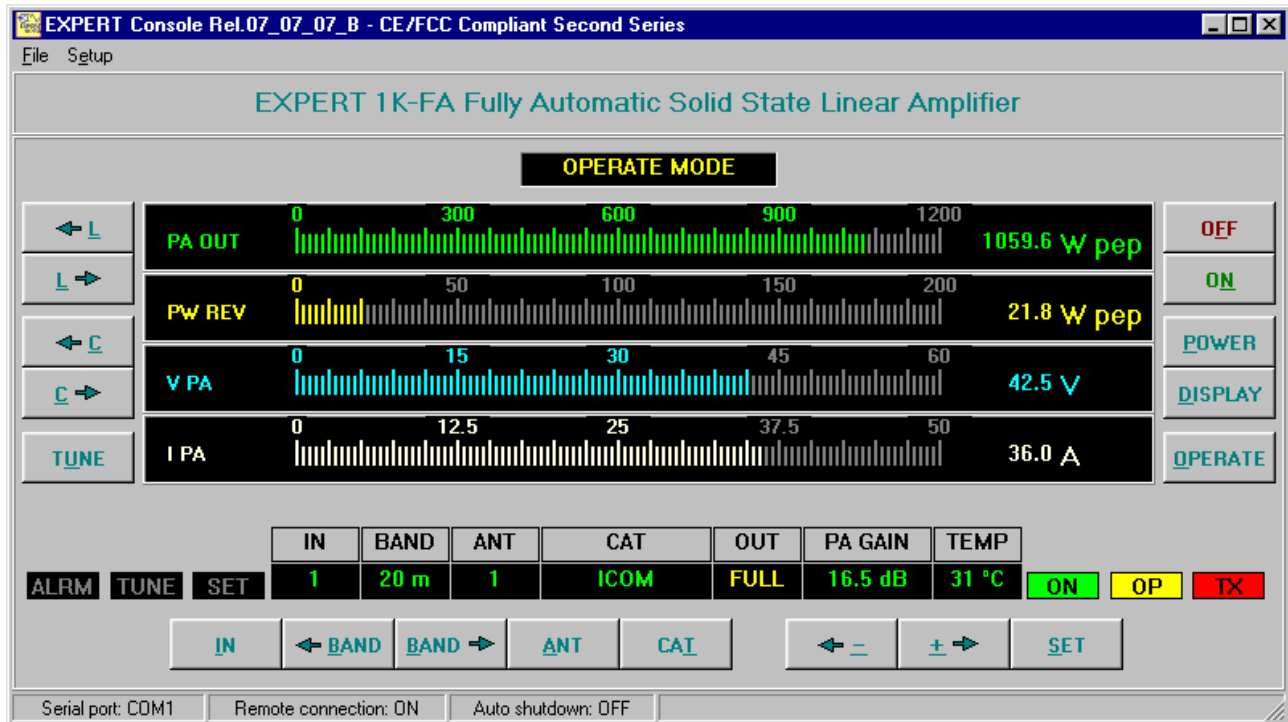 EXPERT Console Rel.07_07_07_B - CE/FCC Compliant Second Series
File Setup
EXPERT 1K-FA Fully Automatic Solid State Linear Amplifier
OPERATE MODE
L
L
C
C
TUNE
0 300 600 900 1200
PA OUT 1059.6 W pep
0 50 100 150 200
PW REV 21.8 W pep
0 15 30 45 60
V PA 42.5 V
0 12.5 25 37.5 50
I PA 36.0 A
OFF
ON
POWER
DISPLAY
OPERATE
IN BAND ANT CAT OUT PA GAIN TEMP
ALRM TUNE SET 1 20 m 1 ICOM FULL 16.5 dB 31 °C ON OP TX
IN BAND BAND ANT CAT - + SET
Serial port: COM1 Remote connection: ON Auto shutdown: OFF